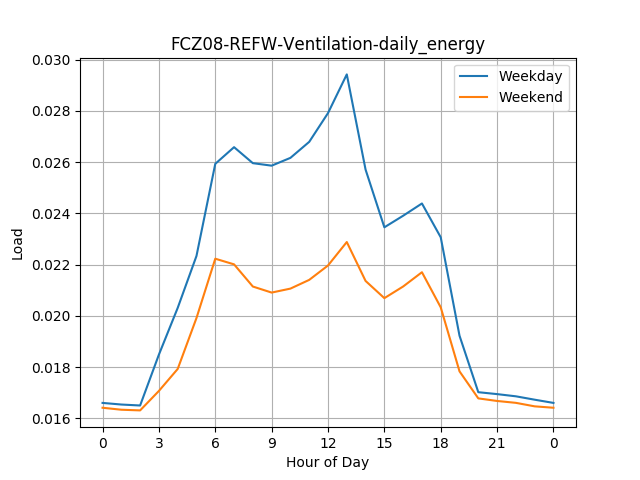 FCZ08-REFW-Ventilation-daily_energy
0.030
0.028
0.026
0.024
0.022
0.020
0.018
0.016
Load
Weekday
Weekend
0 3 6 9 12 15 18 21 0
Hour of Day